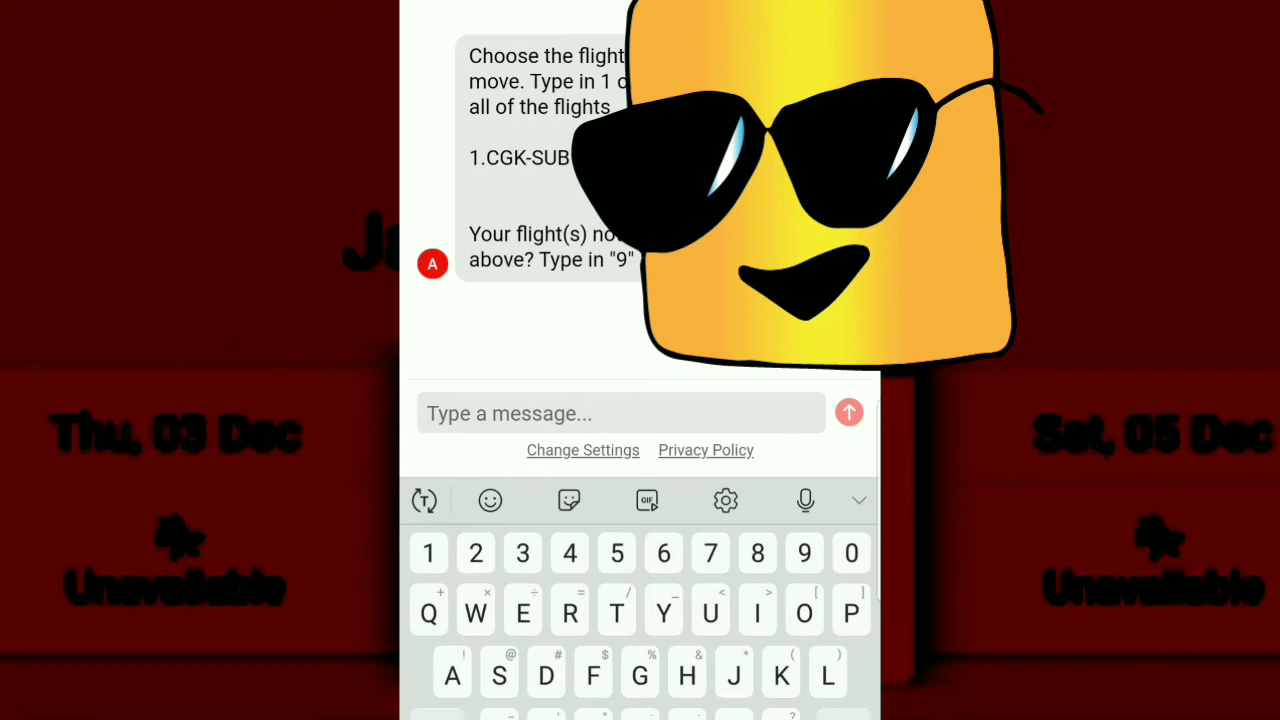 Choose the flight
move. Type in 1 o
all of the flights
1.CGK-SUB
Your flight(s) no
above? Type in "9"
A
Type a message...
Change Settings Privacy Policy
Thu, 03 Dec
Sat, 05 Dec
Unavailable
Unavailable
T
GIF
1 2 3 4 5 6 7 8 9 0
+ × ÷ = / _ < > [ ]
Q W E R T Y U I O P
! @ # $ % & * ( )
A S D F G H J K L